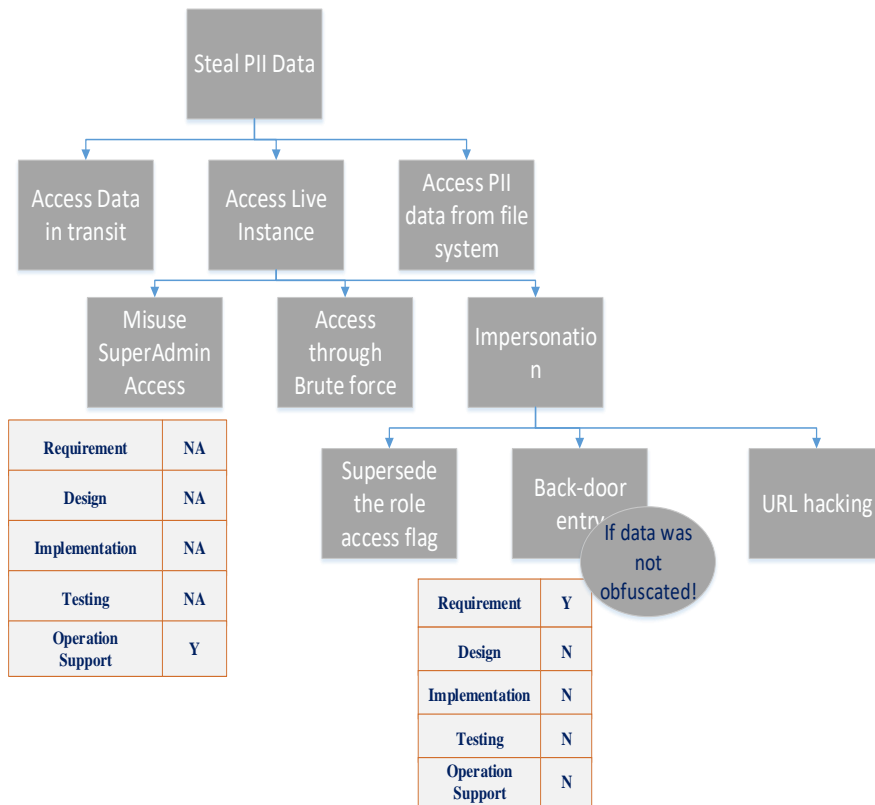 Steal PII Data
Access Data
in transit
Access Live
Instance
Access PII
data from file
system
Misuse
SuperAdmin
Access
Access
through
Brute force
Impersonatio
n
Supersede
the role
access flag
Back-door
entry
If data was
not
obfuscated!
URL hacking
Requirement NA
Design NA
Implementation NA
Testing NA
Operation
Support Y
Requirement Y
Design N
Implementation N
Testing N
Operation
Support N